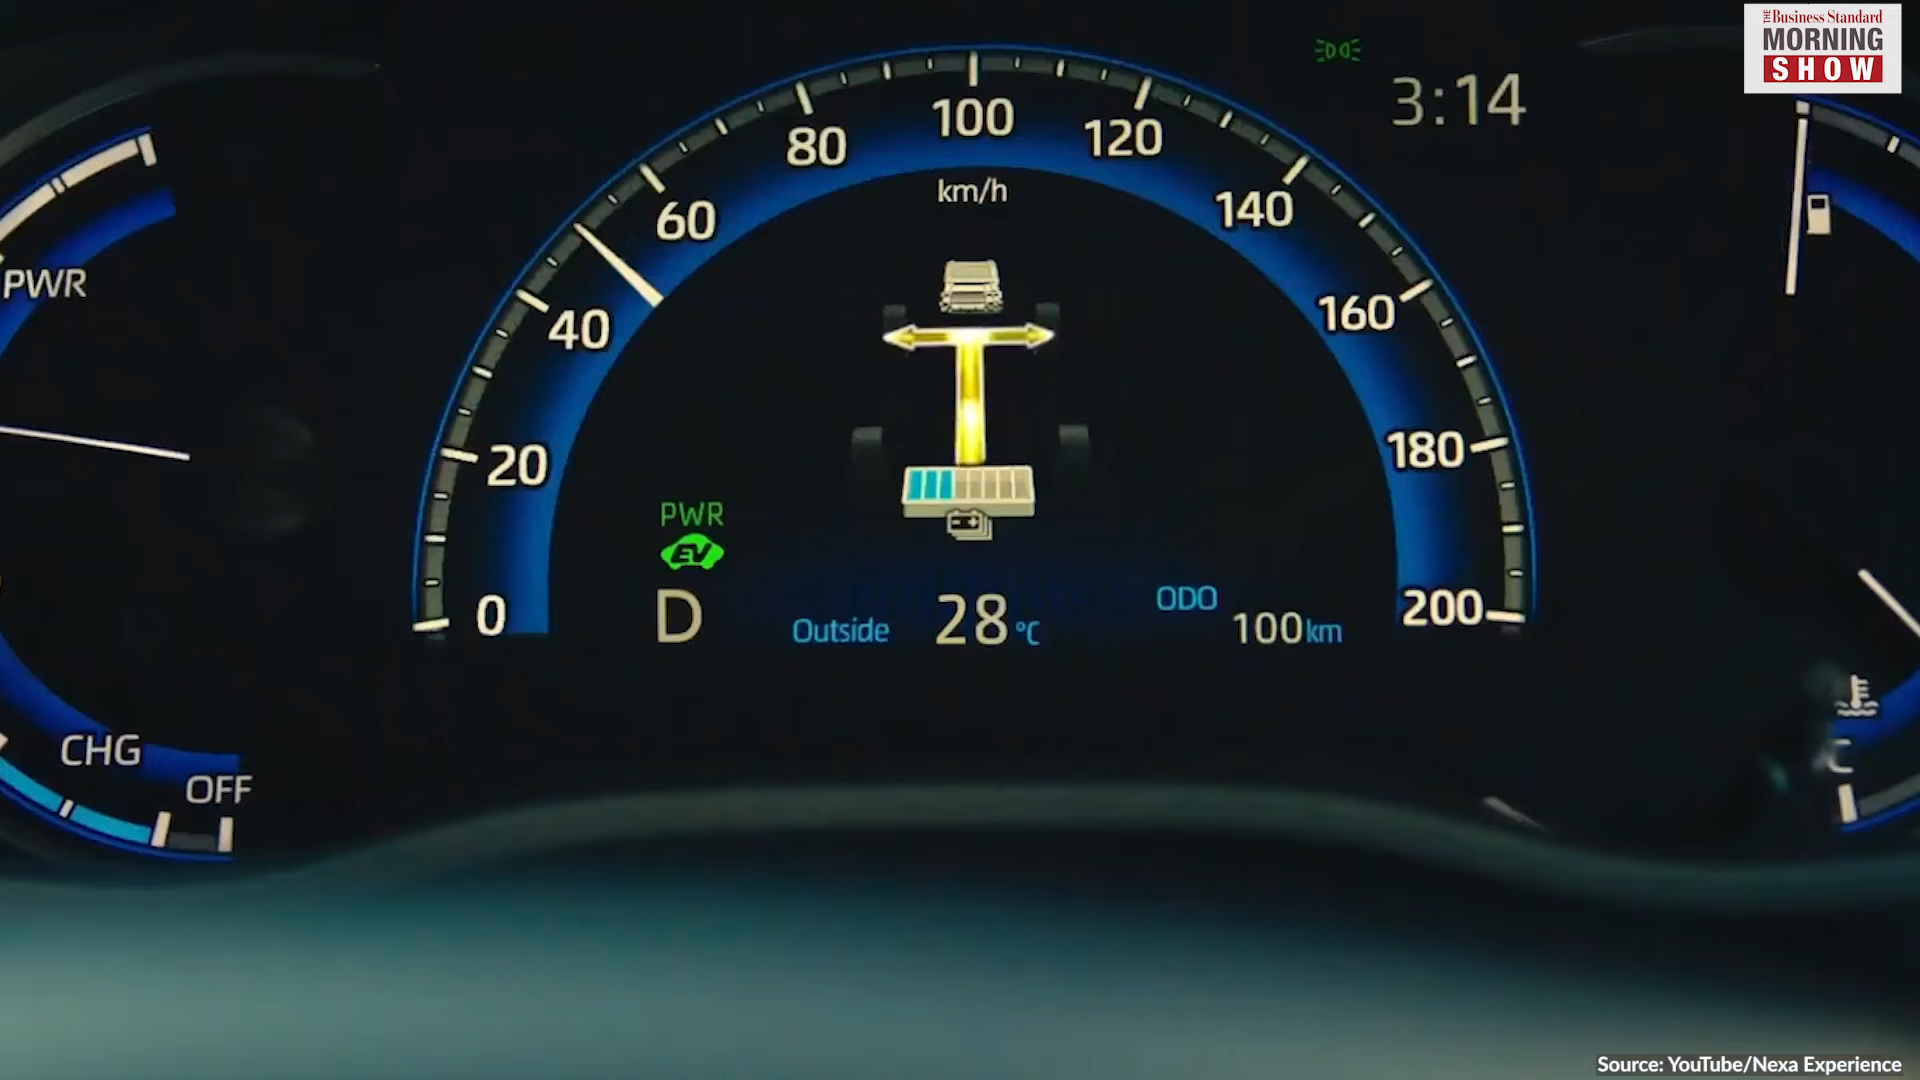 THE Business Standard
MORNING
SHOW
3:14
PWR
CHG
OFF
0
20
40
60
80
100
120
140
160
180
200
km/h
PWR
EV
D
Outside 28 °C
ODO
100 km
C
Source: YouTube/Nexa Experience